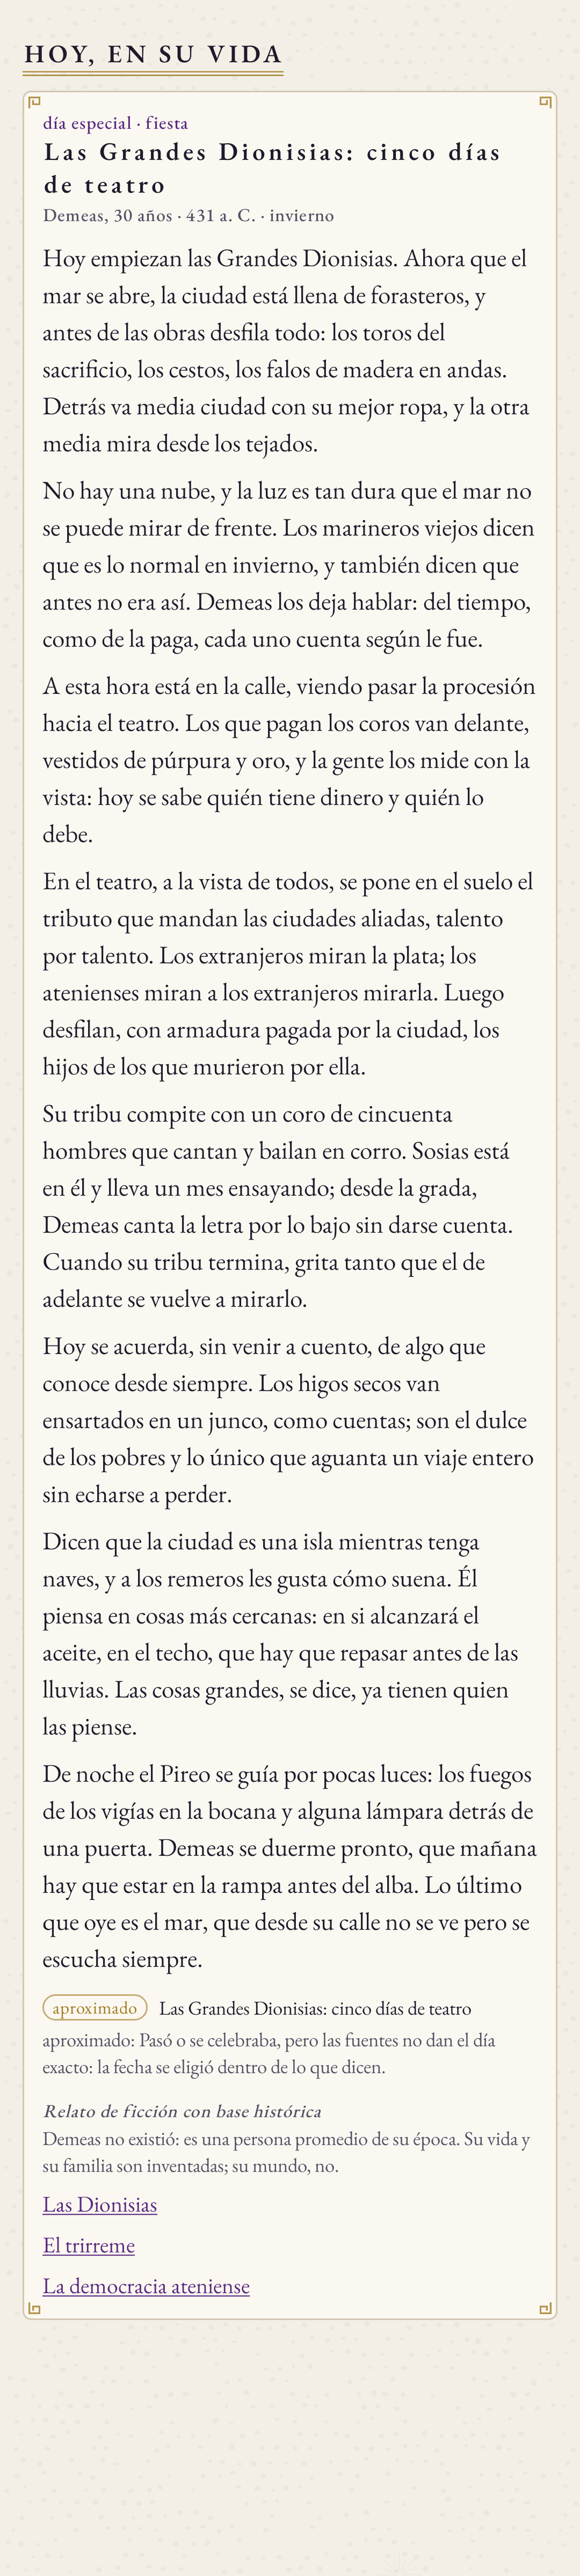 HOY, EN SU VIDA
día especial · fiesta
Las Grandes Dionisias: cinco días
de teatro
Demeas, 30 años · 431 a. C. · invierno
Hoy empiezan las Grandes Dionisias. Ahora que el
mar se abre, la ciudad está llena de forasteros, y
antes de las obras desfila todo: los toros del
sacrificio, los cestos, los falos de madera en andas.
Detrás va media ciudad con su mejor ropa, y la otra
media mira desde los tejados.
No hay una nube, y la luz es tan dura que el mar no
se puede mirar de frente. Los marineros viejos dicen
que es lo normal en invierno, y también dicen que
antes no era así. Demeas los deja hablar: del tiempo,
como de la paga, cada uno cuenta según le fue.
A esta hora está en la calle, viendo pasar la procesión
hacia el teatro. Los que pagan los coros van delante,
vestidos de púrpura y oro, y la gente los mide con la
vista: hoy se sabe quién tiene dinero y quién lo
debe.
En el teatro, a la vista de todos, se pone en el suelo el
tributo que mandan las ciudades aliadas, talento
por talento. Los extranjeros miran la plata; los
atenienses miran a los extranjeros mirarla. Luego
desfilan, con armadura pagada por la ciudad, los
hijos de los que murieron por ella.
Su tribu compite con un coro de cincuenta
hombres que cantan y bailan en corro. Sosias está
en él y lleva un mes ensayando; desde la grada,
Demeas canta la letra por lo bajo sin darse cuenta.
Cuando su tribu termina, grita tanto que el de
adelante se vuelve a mirarlo.
Hoy se acuerda, sin venir a cuento, de algo que
conoce desde siempre. Los higos secos van
ensartados en un junco, como cuentas; son el dulce
de los pobres y lo único que aguanta un viaje entero
sin echarse a perder.
Dicen que la ciudad es una isla mientras tenga
naves, y a los remeros les gusta cómo suena. Él
piensa en cosas más cercanas: en si alcanzará el
aceite, en el techo, que hay que repasar antes de las
lluvias. Las cosas grandes, se dice, ya tienen quien
las piense.
De noche el Pireo se guía por pocas luces: los fuegos
de los vigías en la bocana y alguna lámpara detrás de
una puerta. Demeas se duerme pronto, que mañana
hay que estar en la rampa antes del alba. Lo último
que oye es el mar, que desde su calle no se ve pero se
escucha siempre.
aproximado Las Grandes Dionisias: cinco días de teatro
aproximado: Pasó o se celebraba, pero las fuentes no dan el día
exacto: la fecha se eligió dentro de lo que dicen.
Relato de ficción con base histórica
Demeas no existió: es una persona promedio de su época. Su vida y
su familia son inventadas; su mundo, no.
Las Dionisias
El trirreme
La democracia ateniense